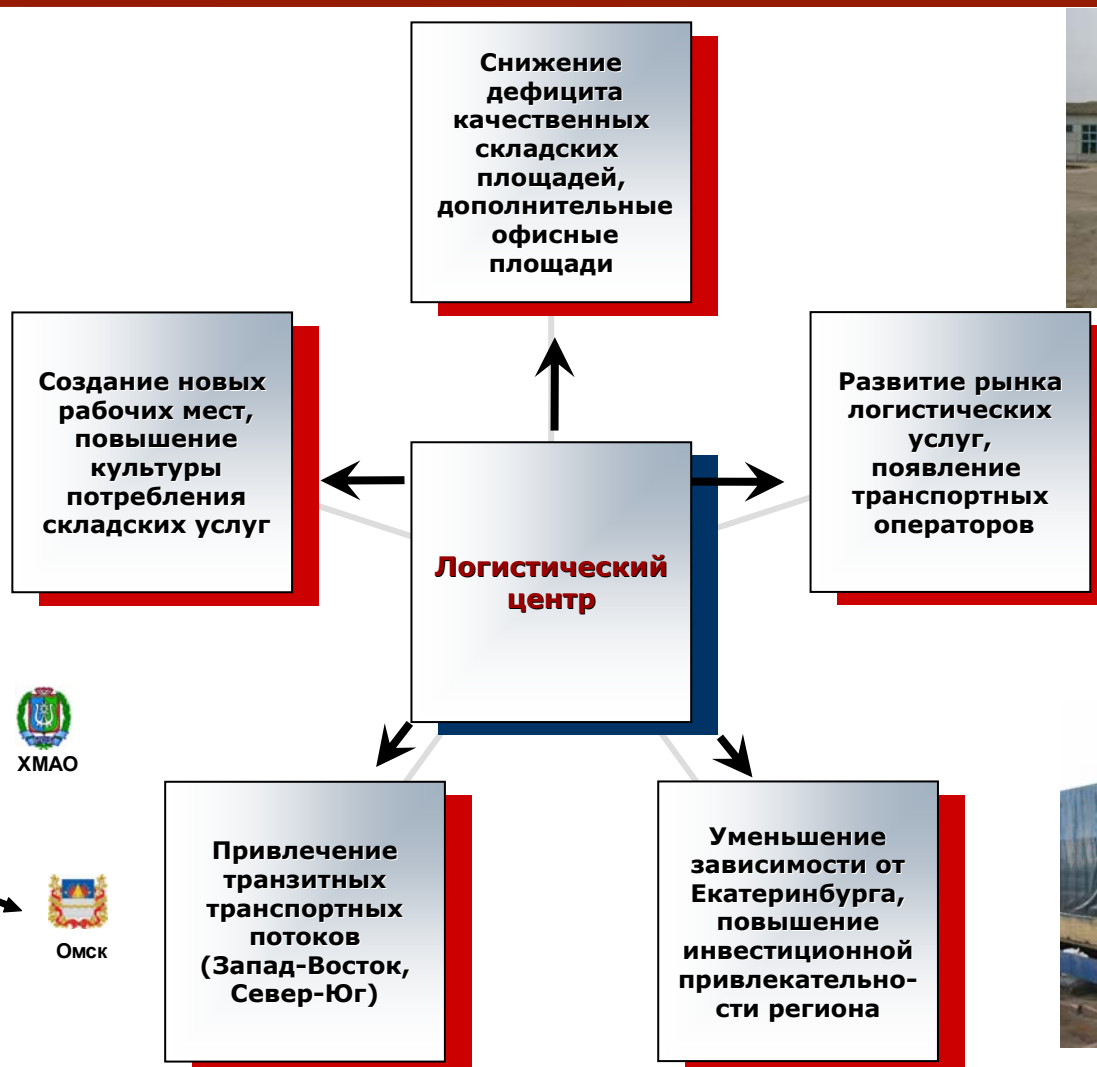 Снижение
дефицита
качественных
складских
площадей,
дополнительные
офисные
площади
Создание новых
рабочих мест,
повышение
культуры
потребления
складских услуг
Развитие рынка
логистических
услуг,
появление
транспортных
операторов
Логистический
центр
ХМАО
Омск
Привлечение
транзитных
транспортных
потоков
(Запад-Восток,
Север-Юг)
Уменьшение
зависимости от
Екатеринбурга,
повышение
инвестиционной
привлекательно-
сти региона